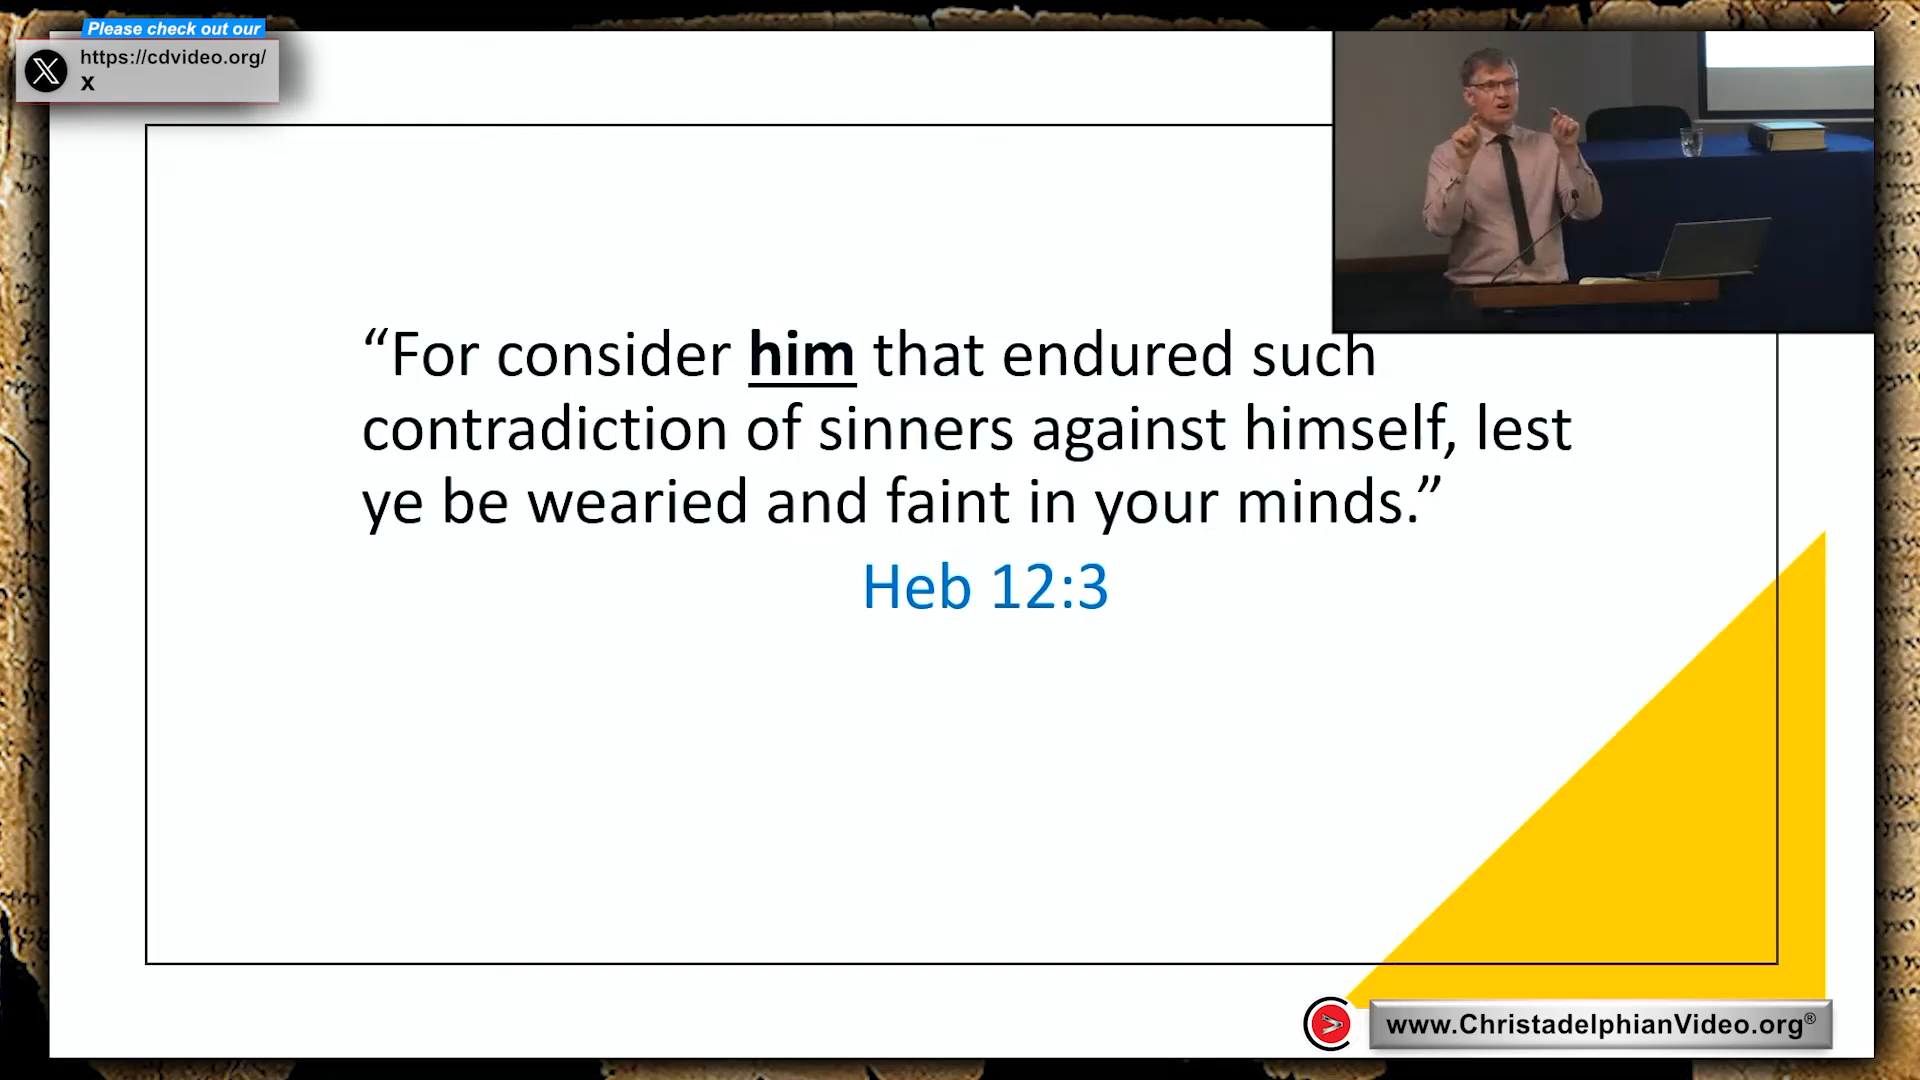 Please check out our
https://cdvideo.org/
x
“For consider him that endured such
contradiction of sinners against himself, lest
ye be wearied and faint in your minds.”
Heb 12:3
www.ChristadelphianVideo.org®